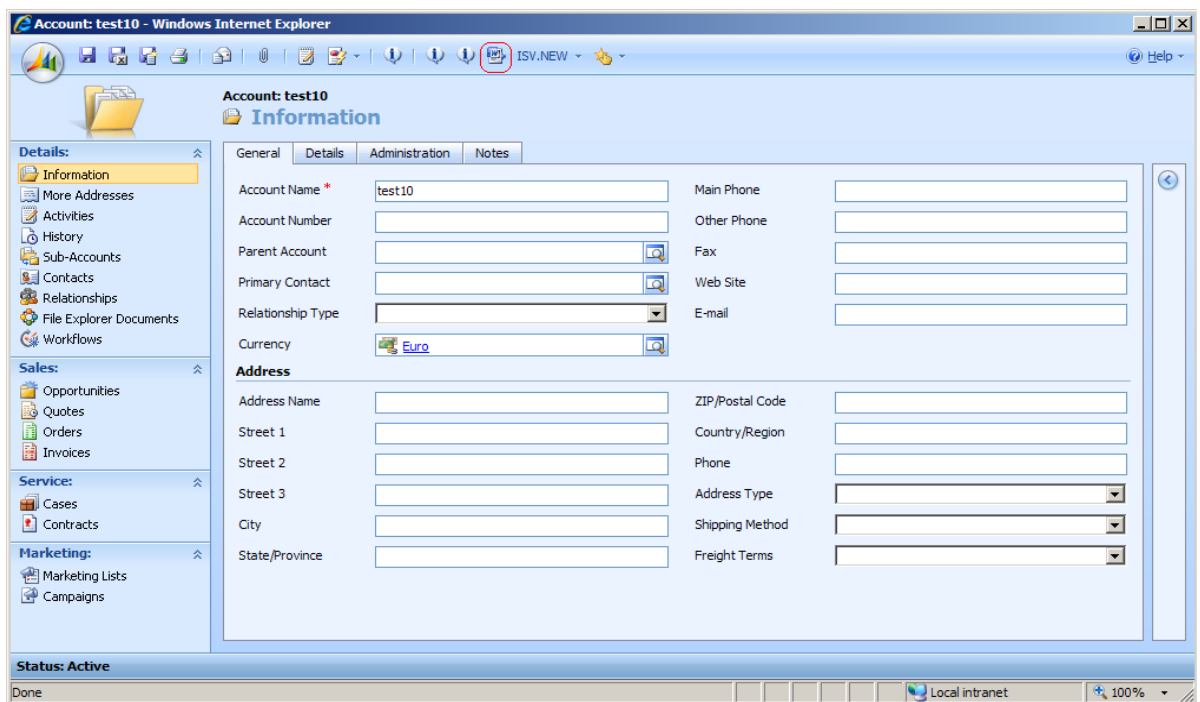 Account: test10 - Windows Internet Explorer
ISV.NEW
Help
Account: test10
Information
Details:
Information
More Addresses
Activities
History
Sub-Accounts
Contacts
Relationships
File Explorer Documents
Workflows
Sales:
Opportunities
Quotes
Orders
Invoices
Service:
Cases
Contracts
Marketing:
Marketing Lists
Campaigns
General Details Administration Notes
Account Name * test10 Main Phone
Account Number Other Phone
Parent Account Fax
Primary Contact Web Site
Relationship Type E-mail
Currency Euro
Address
Address Name ZIP/Postal Code
Street 1 Country/Region
Street 2 Phone
Street 3 Address Type
City Shipping Method
State/Province Freight Terms
Status: Active
Done Local intranet 100%